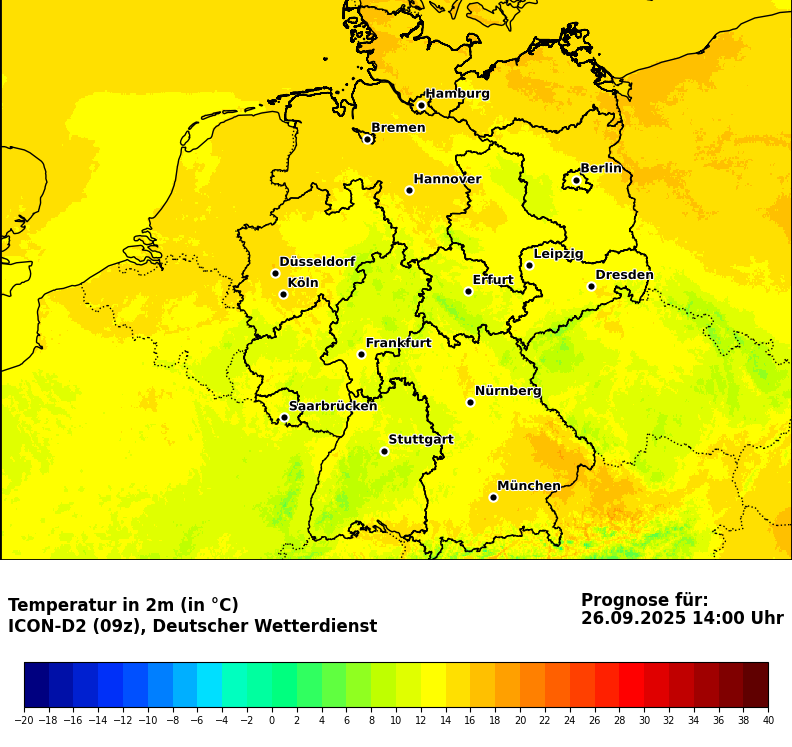 Hamburg
Bremen
Berlin
Hannover
Leipzig
Düsseldorf
Dresden
Köln
Erfurt
Frankfurt
Nürnberg
Saarbrücken
Stuttgart
München
Temperatur in 2m (in °C)
ICON-D2 (09z), Deutscher Wetterdienst
Prognose für:
26.09.2025 14:00 Uhr
−20 −18 −16 −14 −12 −10 −8 −6 −4 −2 0 2 4 6 8 10 12 14 16 18 20 22 24 26 28 30 32 34 36 38 40